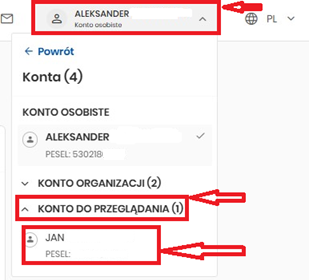 ALEKSANDER
Konto osobiste
PL
← Powrót
Konta (4)
KONTO OSOBISTE
ALEKSANDER
PESEL: 530218
KONTO ORGANIZACJI (2)
KONTO DO PRZEGLĄDANIA (1)
JAN
PESEL: